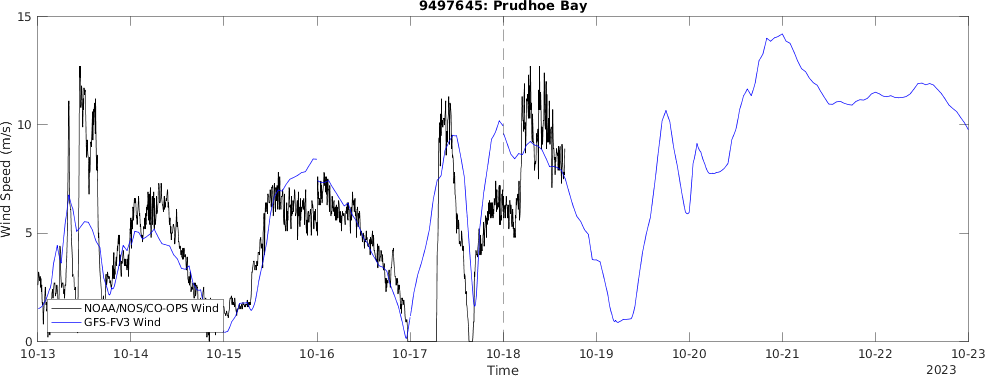 9497645: Prudhoe Bay
Wind Speed (m/s)
15
10
5
0
NOAA/NOS/CO-OPS Wind
GFS-FV3 Wind
10-13 10-14 10-15 10-16 10-17 10-18 10-19 10-20 10-21 10-22 10-23
Time
2023